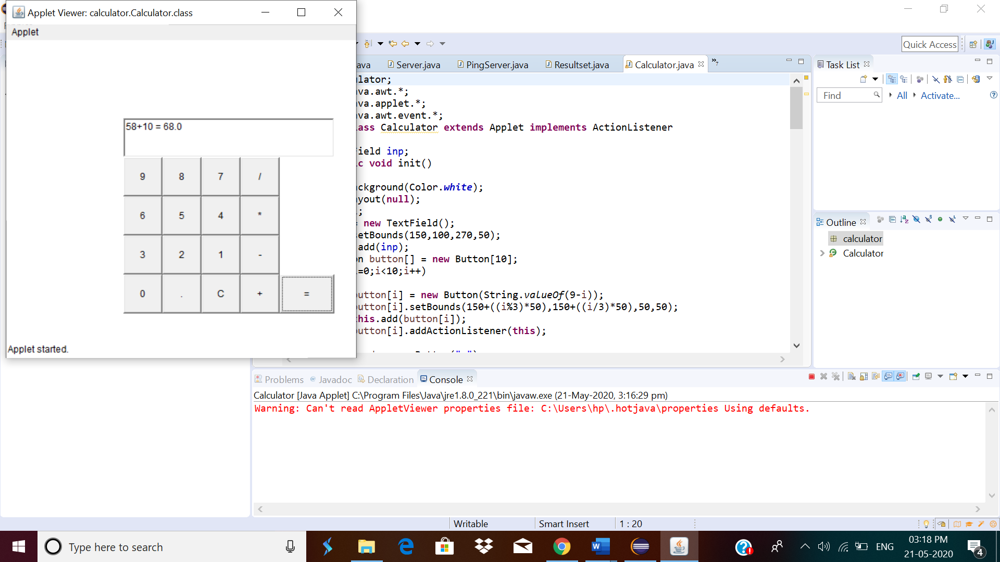 Applet Viewer: calculator.Calculator.class
Applet
58+10 = 68.0
9 8 7 /
6 5 4 *
3 2 1 -
0 . C + =
Applet started.
Quick Access
ava Server.java PingServer.java Resultset.java Calculator.java 7
lator;
va.awt.*;
va.applet.*;
va.awt.event.*;
ass Calculator extends Applet implements ActionListener
ield inp;
c void init()
ckground(Color.white);
yout(null);
;
= new TextField();
setBounds(150,100,270,50);
add(inp);
n button[] = new Button[10];
=0;i<10;i++)
utton[i] = new Button(String.valueOf(9-i));
utton[i].setBounds(150+((i%3)*50),150+((i/3)*50),50,50);
this.add(button[i]);
utton[i].addActionListener(this);
Task List
Find All Activate...
Outline
calculator
Calculator
Problems Javadoc Declaration Console
Calculator [Java Applet] C:\Program Files\Java\jre1.8.0_221\bin\javaw.exe (21-May-2020, 3:16:29 pm)
Warning: Can't read AppletViewer properties file: C:\Users\hp\.hotjava\properties Using defaults.
Writable Smart Insert 1 : 20
Type here to search
ENG
03:18 PM
21-05-2020
4